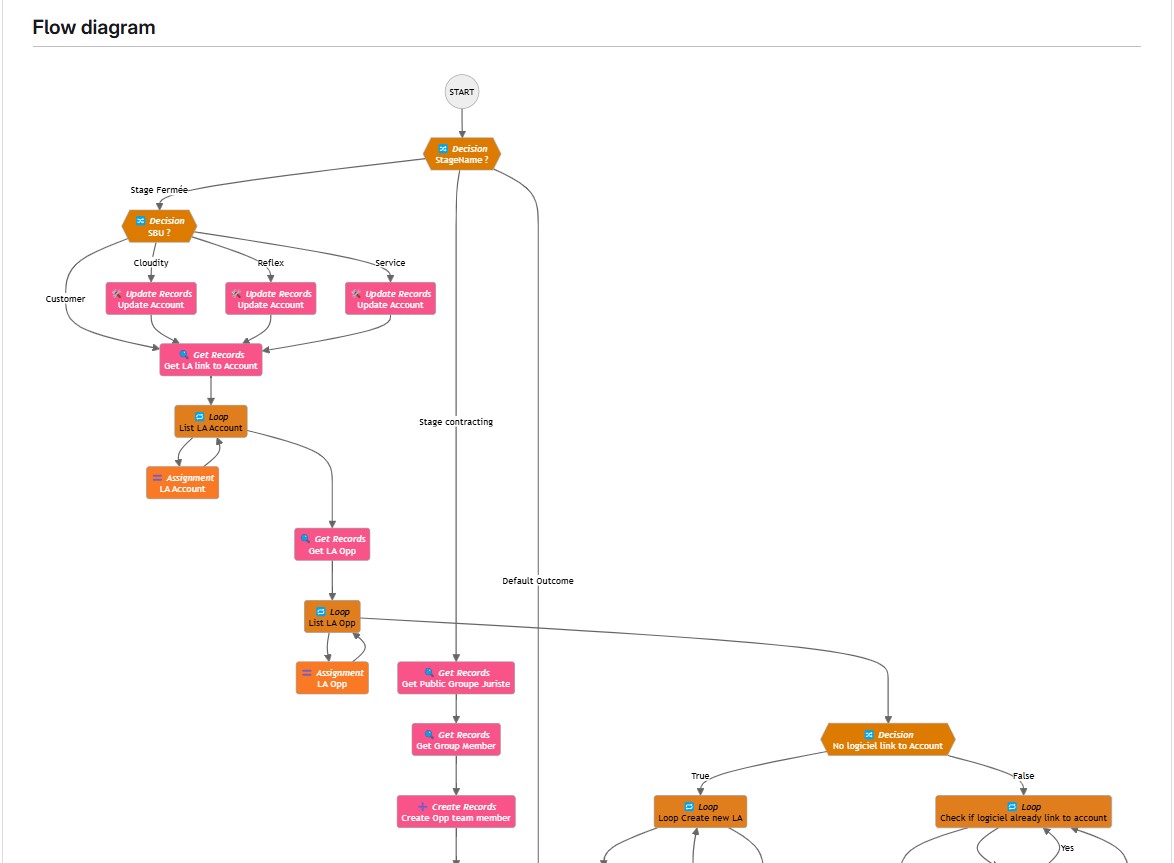 Flow diagram
START
Decision
StageName ?
Stage Fermée
Decision
SBU ?
Cloudity
Reflex
Service
Customer
Update Records
Update Account
Update Records
Update Account
Update Records
Update Account
Get Records
Get LA link to Account
Loop
List LA Account
Stage contracting
Assignment
LA Account
Get Records
Get LA Opp
Default Outcome
Loop
List LA Opp
Assignment
LA Opp
Get Records
Get Public Groupe Juriste
Get Records
Get Group Member
Decision
No logiciel link to Account
True
False
Create Records
Create Opp team member
Loop
Loop Create new LA
Loop
Check if logiciel already link to account
Yes